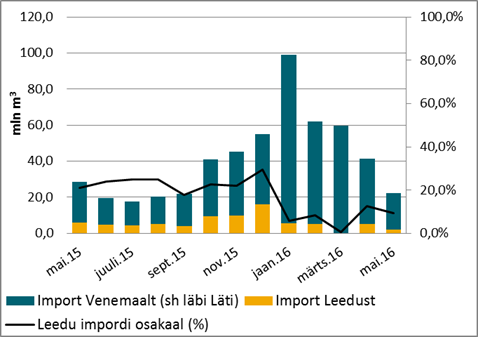 120,0
100,0
80,0
60,0
40,0
20,0
0,0
mln m³
100,0%
80,0%
60,0%
40,0%
20,0%
0,0%
mai.15
juuli.15
sept.15
nov.15
jaan.16
märts.16
mai.16
Import Venemaalt (sh läbi Läti) Import Leedust
Leedu impordi osakaal (%)